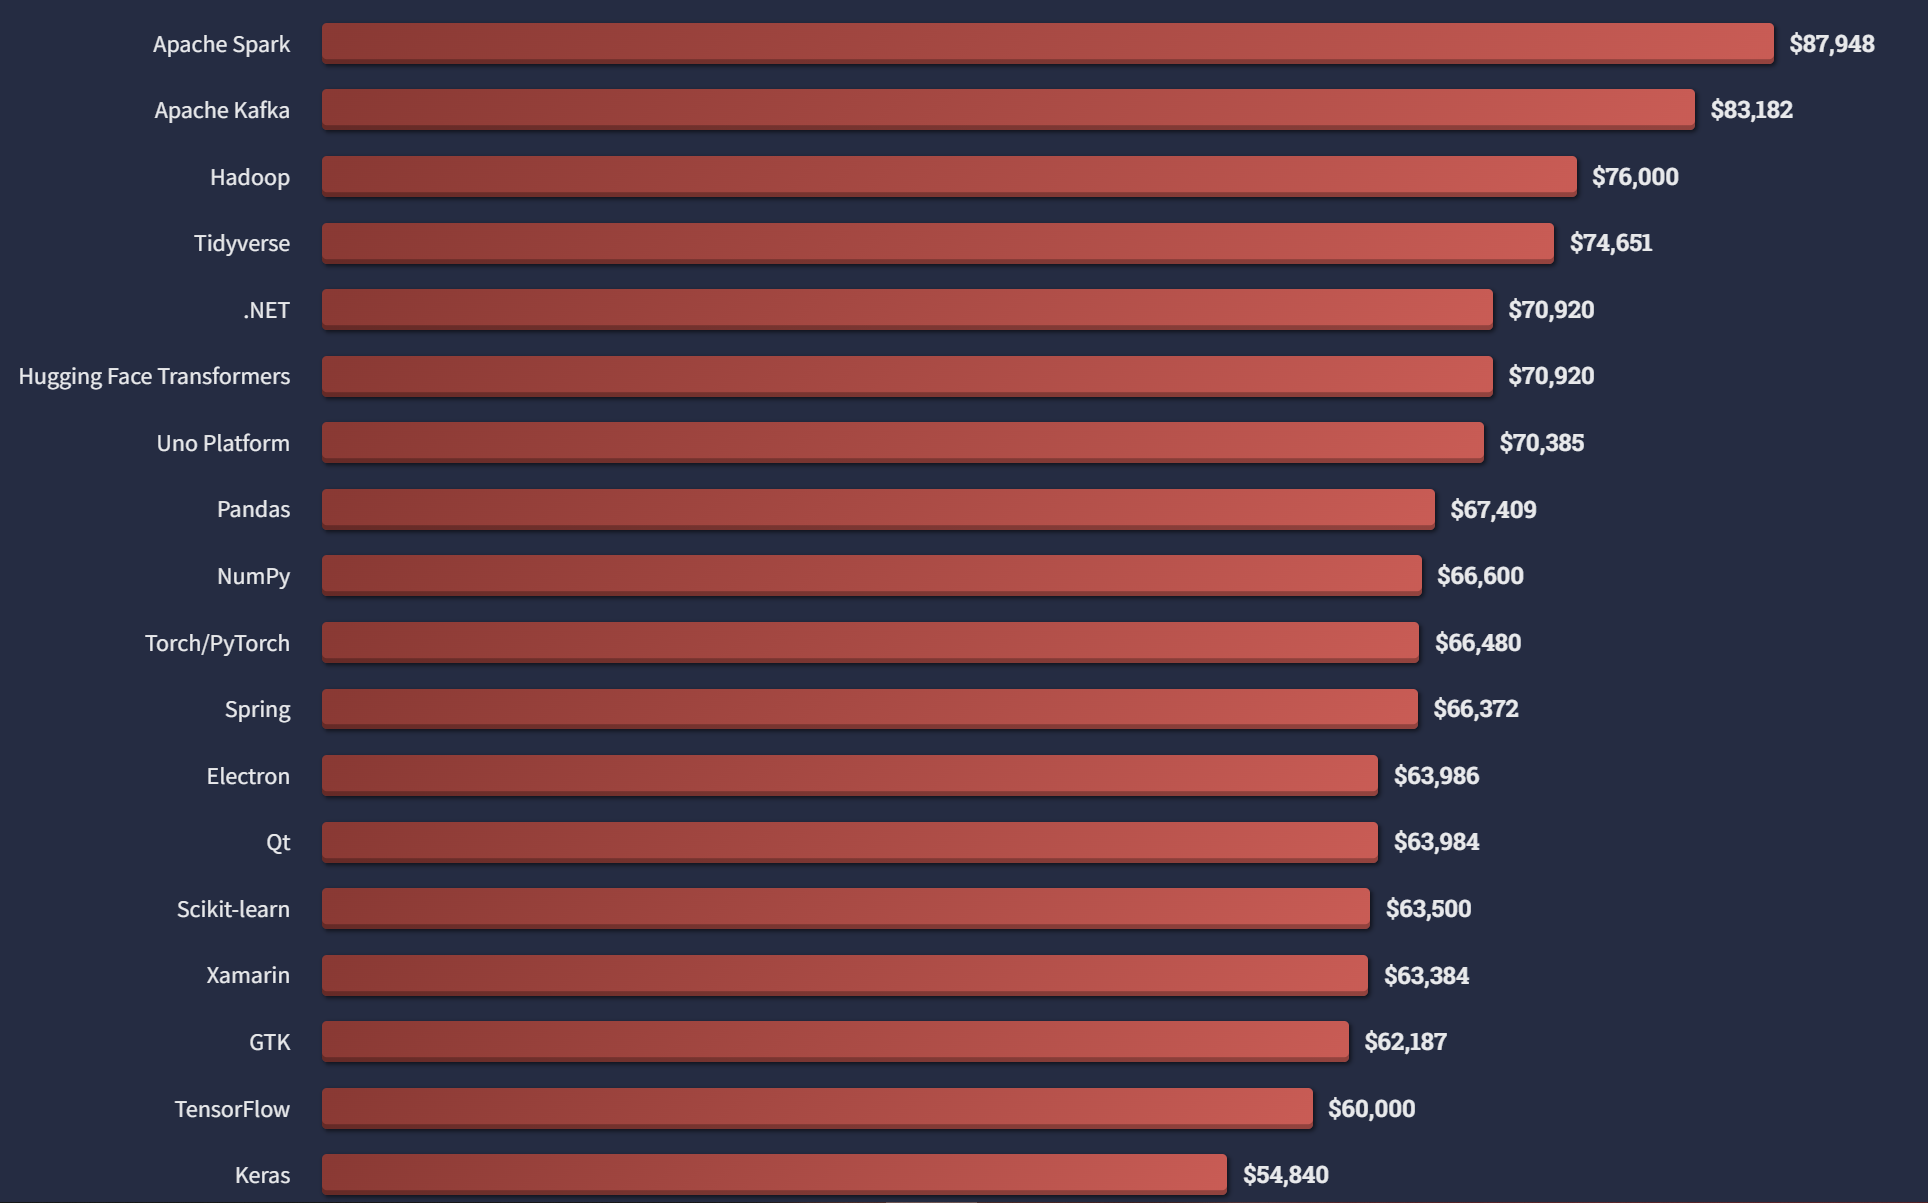 Apache Spark $87,948
Apache Kafka $83,182
Hadoop $76,000
Tidyverse $74,651
.NET $70,920
Hugging Face Transformers $70,920
Uno Platform $70,385
Pandas $67,409
NumPy $66,600
Torch/PyTorch $66,480
Spring $66,372
Electron $63,986
Qt $63,984
Scikit-learn $63,500
Xamarin $63,384
GTK $62,187
TensorFlow $60,000
Keras $54,840